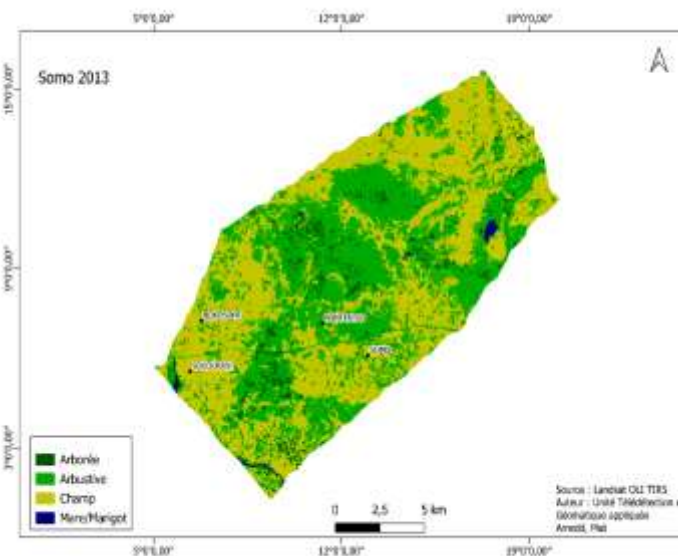 5°0'0,00" 12°0'0,00" 19°0'0,00"
Somo 2013
15°0'0,00"
9°0'0,00"
3°0'0,00"
SOMO
Arborée
Arbustive
Champ
Mare/Marigot
0 2,5 5 km
Source : Landsat OLI TIRS
Auteur : Unité Télédétection
Géomatique appliquée
5°0'0,00" 12°0'0,00" 19°0'0,00"